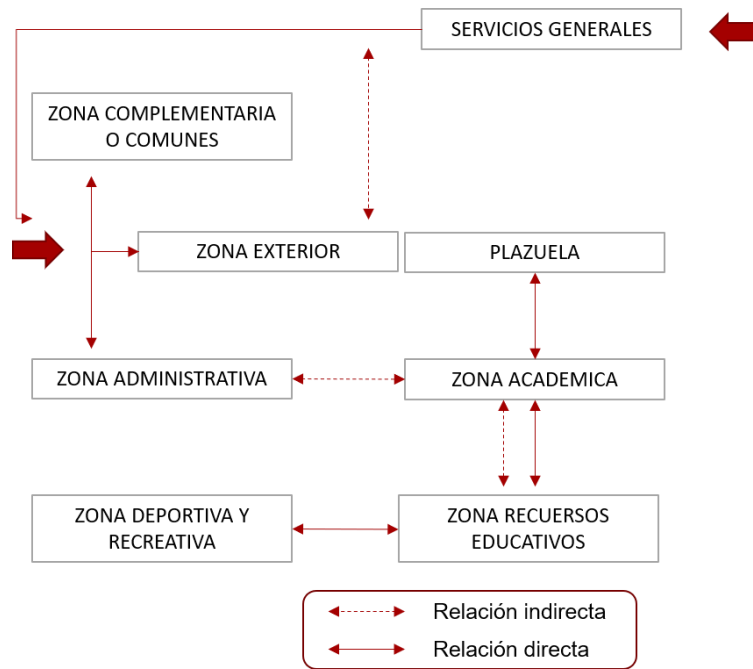 SERVICIOS GENERALES
ZONA COMPLEMENTARIA
O COMUNES
ZONA EXTERIOR
PLAZUELA
ZONA ADMINISTRATIVA
ZONA ACADEMICA
ZONA DEPORTIVA Y
RECREATIVA
ZONA RECUERSOS
EDUCATIVOS
Relación indirecta
Relación directa